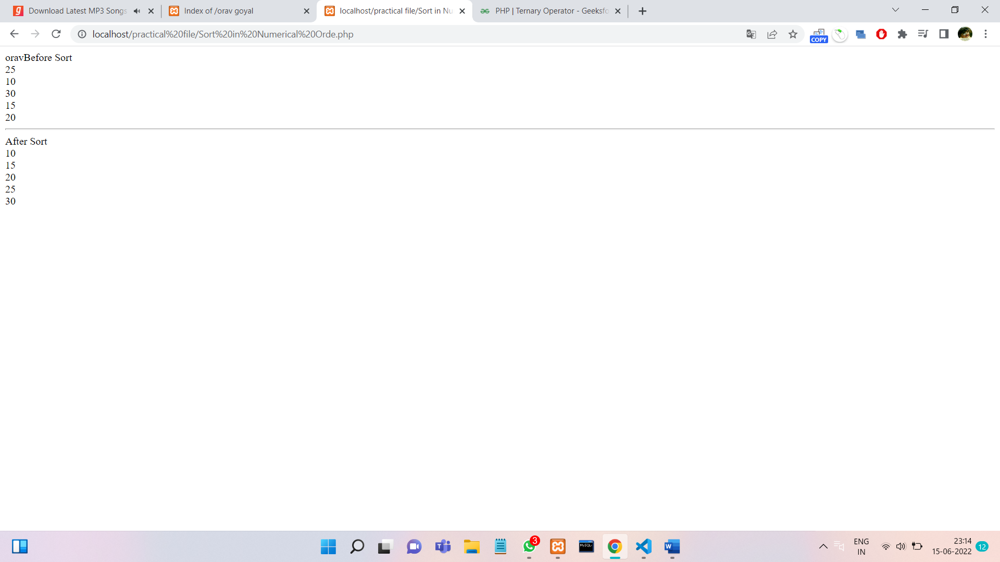 Download Latest MP3 Songs
Index of /orav goyal
localhost/practical file/Sort in Nu
PHP | Ternary Operator - Geeksfo
localhost/practical%20file/Sort%20in%20Numerical%20Orde.php
COPY
oravBefore Sort
25
10
30
15
20
After Sort
10
15
20
25
30
3
MySQL
ENG
IN
23:14
15-06-2022
12